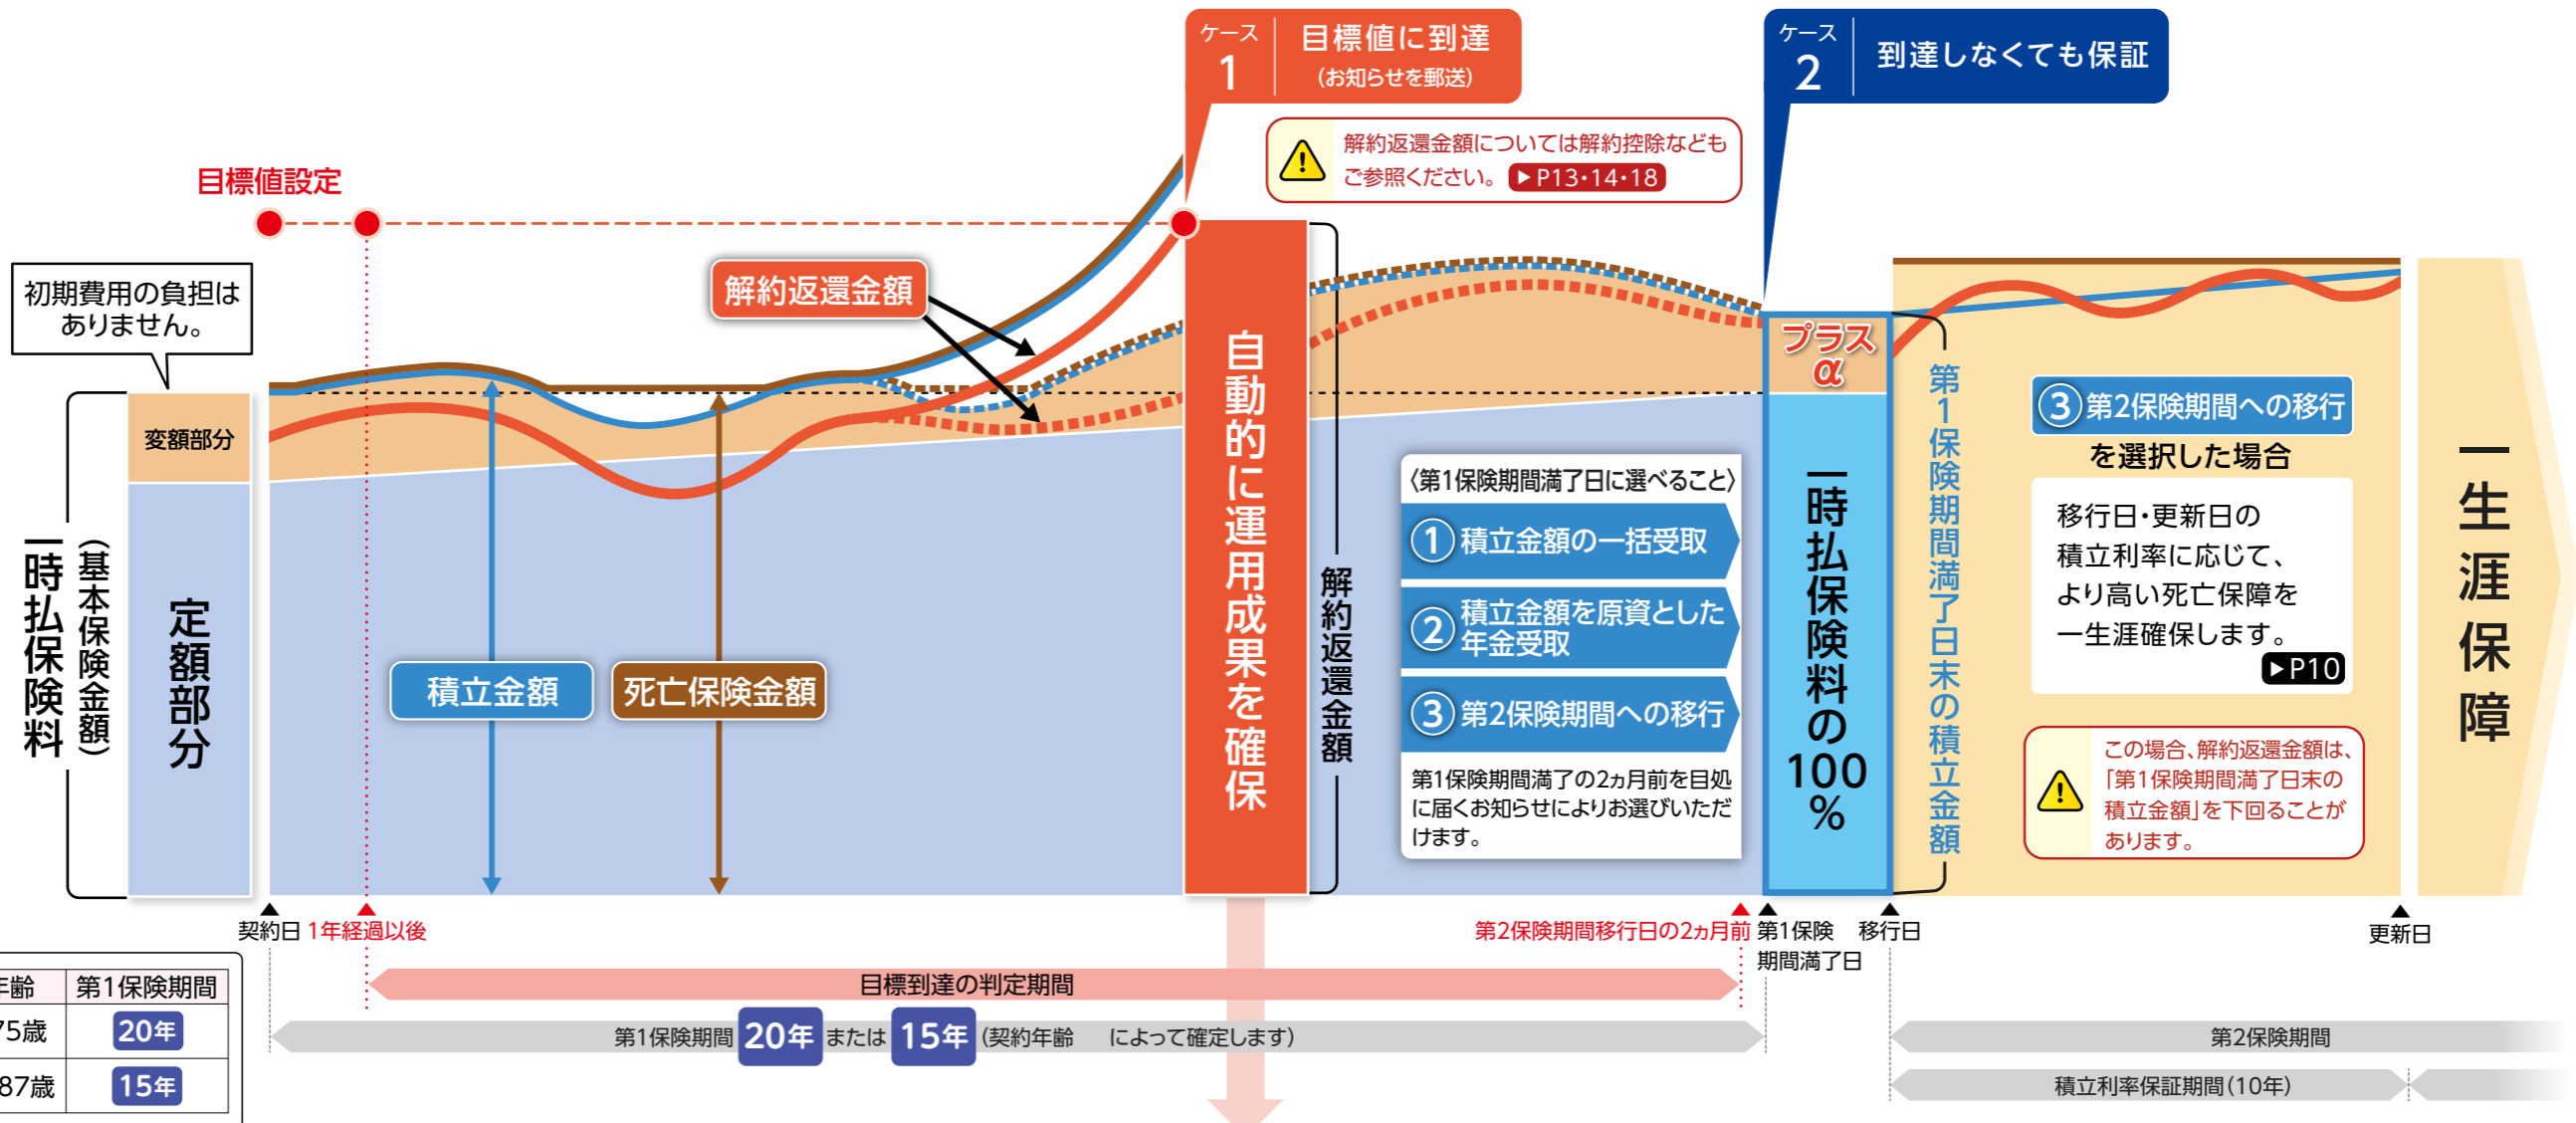 ケース
1
目標値に到達
(お知らせを郵送)
ケース
2
到達しなくても保証
解約返還金額については解約控除なども
ご参照ください。 ▶P13・14・18
目標値設定
初期費用の負担は
ありません。
解約返還金額
変額部分
定額部分
一時払保険料
(基本保険金額)
積立金額
死亡保険金額
自動的に運用成果を確保
解約返還金額
〈第1保険期間満了日に選べること〉
① 積立金額の一括受取
② 積立金額を原資とした
年金受取
③ 第2保険期間への移行
第1保険期間満了の2ヵ月前を目処
に届くお知らせによりお選びいただ
けます。
プラス
α
一時払保険料の100%
第1保険期間満了日末の積立金額
③ 第2保険期間への移行
を選択した場合
移行日・更新日の
積立利率に応じて、
より高い死亡保障を
一生涯確保します。
▶P10
この場合、解約返還金額は、
「第1保険期間満了日末の
積立金額」を下回ることが
あります。
一生涯保障
契約日
1年経過以後
第2保険期間移行日の2ヵ月前
第1保険
期間満了日
移行日
更新日
目標到達の判定期間
第1保険期間 20年 または 15年 (契約年齢 によって確定します)
第2保険期間
積立利率保証期間(10年)
年齢 第1保険期間
75歳 20年
87歳 15年